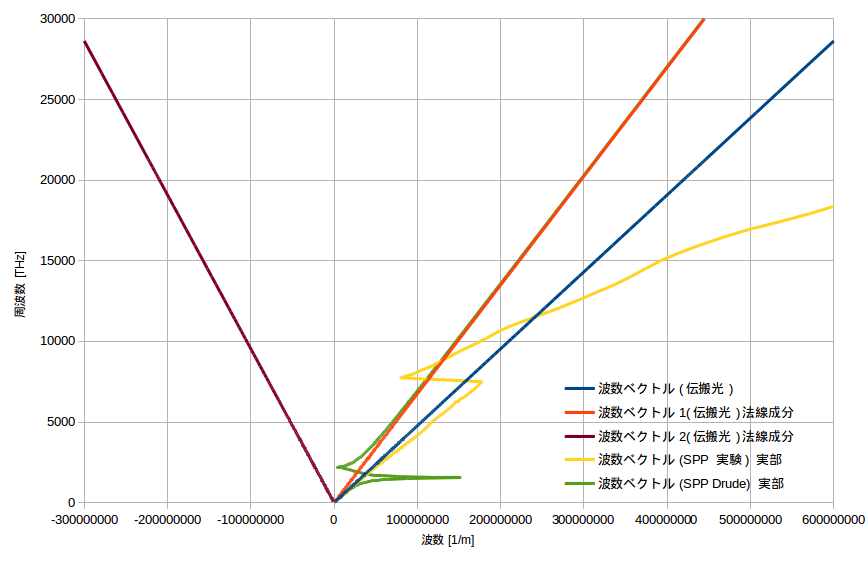 30000
25000
20000
15000
10000
5000
0
周波数 [THz]
-300000000 -200000000 -100000000 0 100000000 200000000 300000000 400000000 500000000 600000000
波数 [1/m]
波数ベクトル ( 伝搬光 )
波数ベクトル 1( 伝搬光 ) 法線成分
波数ベクトル 2( 伝搬光 ) 法線成分
波数ベクトル (SPP 実験 ) 実部
波数ベクトル (SPP Drude) 実部